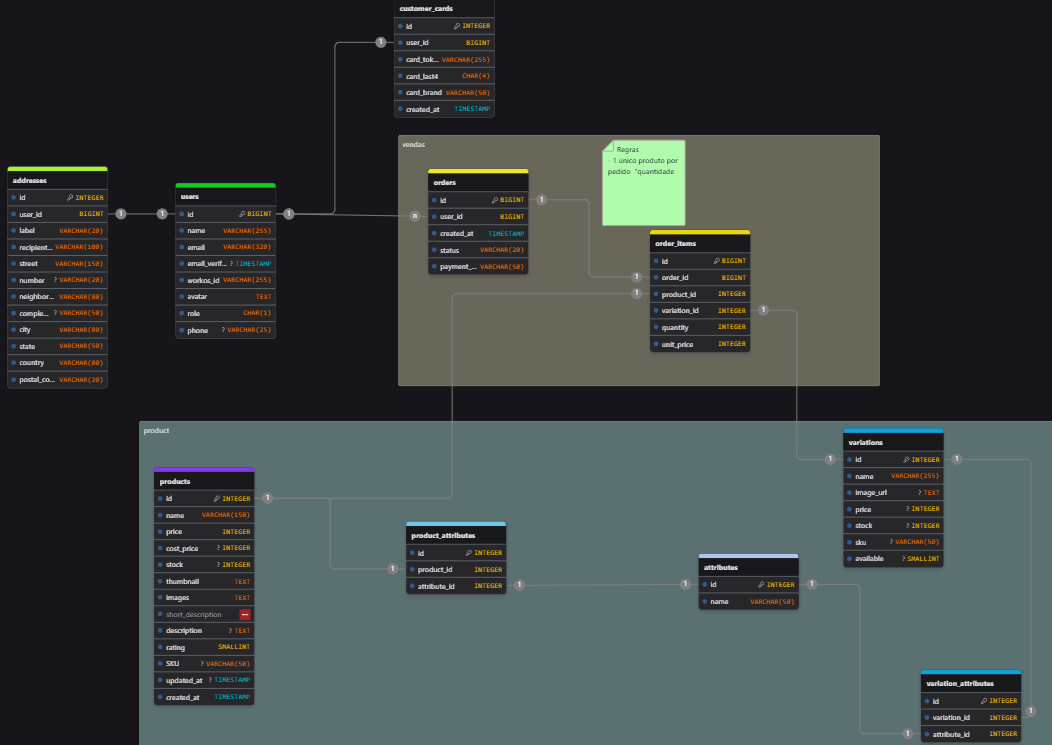 customer_cards
id INTEGER
user_id BIGINT
card_tok... VARCHAR(255)
card_last4 CHAR(4)
card_brand VARCHAR(50)
created_at TIMESTAMP
1
vendas
Regras
- 1 único produto por
pedido "quantidade
addresses
id INTEGER
user_id BIGINT
label VARCHAR(20)
recipient... VARCHAR(100)
street VARCHAR(150)
number ? VARCHAR(20)
neighbor... VARCHAR(80)
comple... ? VARCHAR(50)
city VARCHAR(80)
state VARCHAR(50)
country VARCHAR(80)
postal_co... VARCHAR(20)
1
1
users
id BIGINT
name VARCHAR(255)
email VARCHAR(320)
email_verif... ? TIMESTAMP
workos_id VARCHAR(255)
avatar TEXT
role CHAR(1)
phone ? VARCHAR(25)
1
n
orders
id BIGINT
user_id BIGINT
created_at TIMESTAMP
status VARCHAR(20)
payment_... VARCHAR(50)
1
order_items
id BIGINT
order_id BIGINT
product_id INTEGER
variation_id INTEGER
quantity INTEGER
unit_price INTEGER
1
1
1
product
products
id INTEGER
name VARCHAR(150)
price INTEGER
cost_price ? INTEGER
stock ? INTEGER
thumbnail TEXT
images TEXT
short_description
description ? TEXT
rating SMALLINT
SKU ? VARCHAR(50)
updated_at ? TIMESTAMP
created_at TIMESTAMP
1
product_attributes
id INTEGER
product_id INTEGER
attribute_id INTEGER
1
1
attributes
id INTEGER
name VARCHAR(50)
1
1
variations
id INTEGER
name VARCHAR(255)
image_url ? TEXT
price ? INTEGER
stock ? INTEGER
sku ? VARCHAR(50)
available ? SMALLINT
1
1
variation_attributes
id INTEGER
variation_id INTEGER
attribute_id INTEGER
1
1